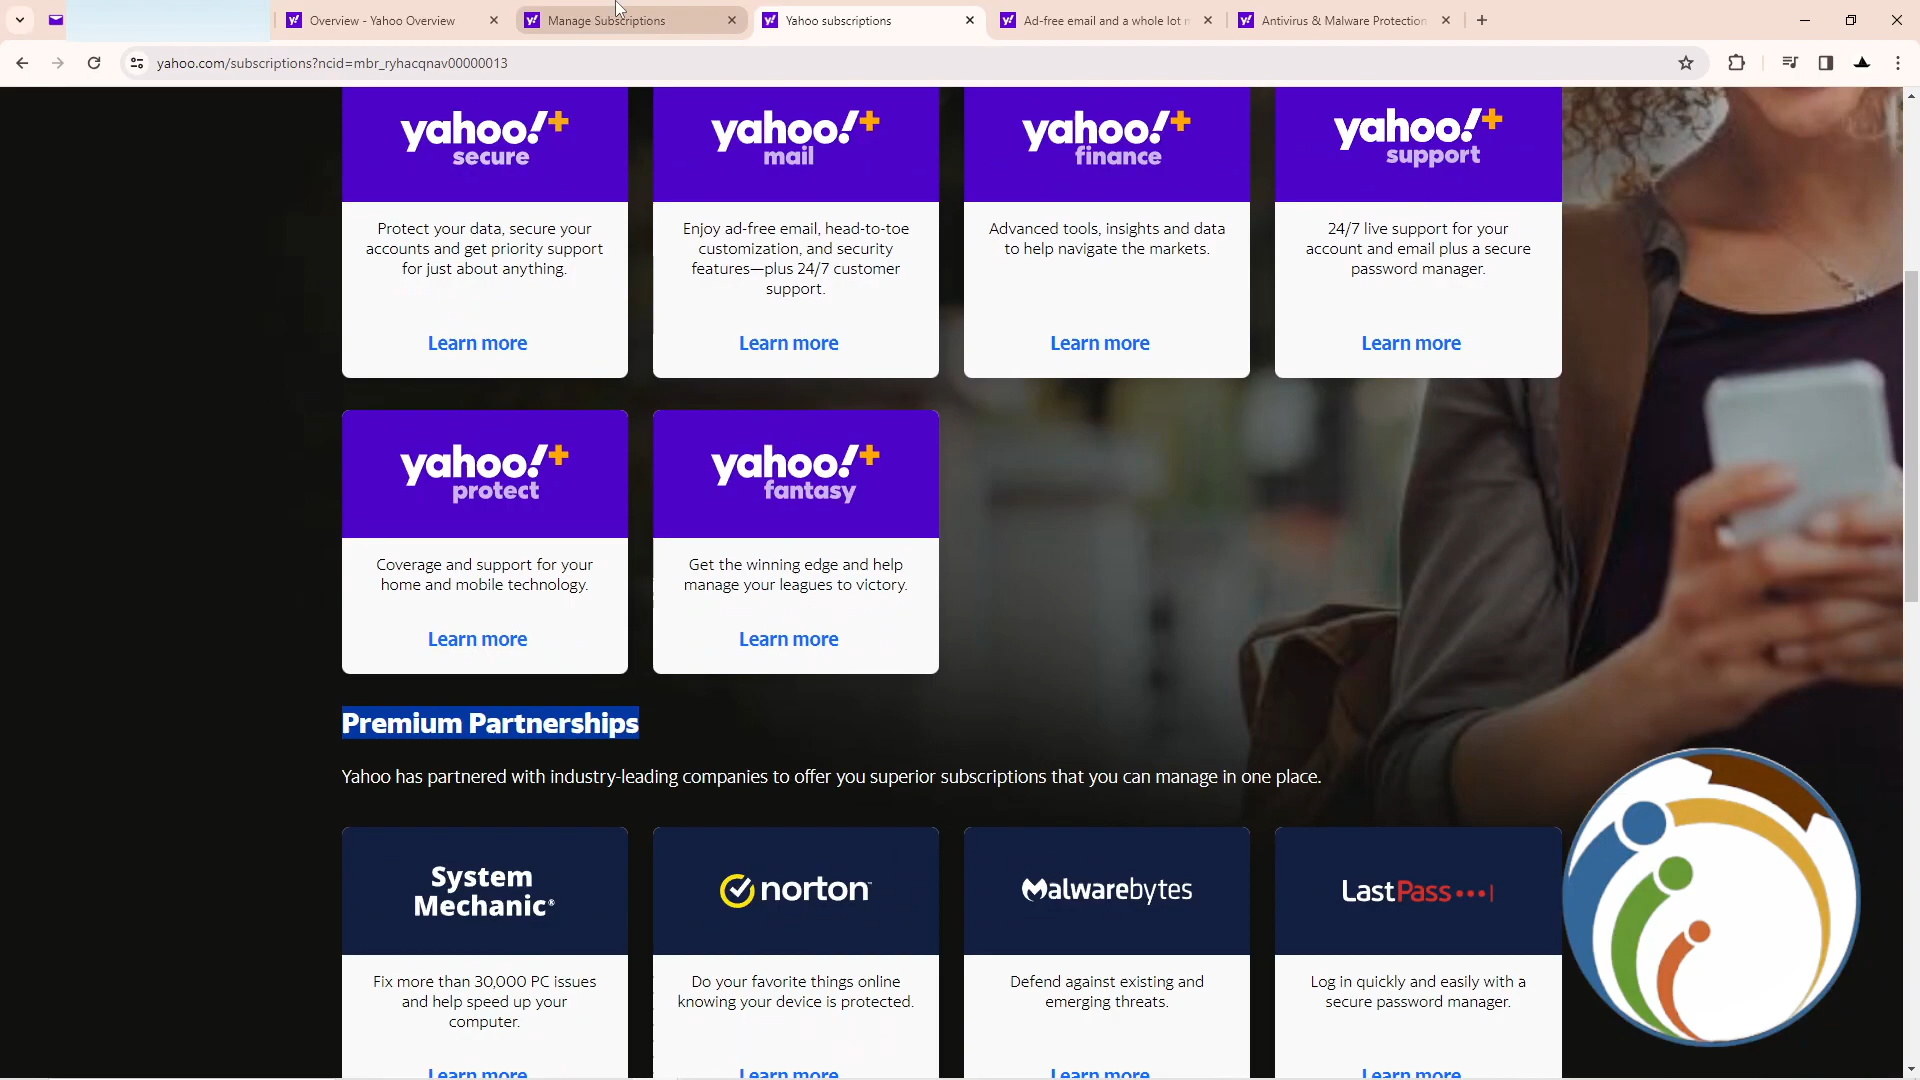 Overview - Yahoo Overview
Manage Subscriptions
Yahoo subscriptions
Ad-free email and a whole lot m
Antivirus & Malware Protection
yahoo.com/subscriptions?ncid=mbr_ryhacqnav00000013
yahoo!+
secure
yahoo!+
mail
yahoo!+
finance
yahoo!+
support
Protect your data, secure your
accounts and get priority support
for just about anything.
Enjoy ad-free email, head-to-toe
customization, and security
features—plus 24/7 customer
support.
Advanced tools, insights and data
to help navigate the markets.
24/7 live support for your
account and email plus a secure
password manager.
Learn more
Learn more
Learn more
Learn more
yahoo!+
protect
yahoo!+
fantasy
Coverage and support for your
home and mobile technology.
Get the winning edge and help
manage your leagues to victory.
Learn more
Learn more
Premium Partnerships
Yahoo has partnered with industry-leading companies to offer you superior subscriptions that you can manage in one place.
System
Mechanic®
norton™
Malwarebytes
LastPass •••|
Fix more than 30,000 PC issues
and help speed up your
computer.
Do your favorite things online
knowing your device is protected.
Defend against existing and
emerging threats.
Log in quickly and easily with a
secure password manager.
Learn more
Learn more
Learn more
Learn more